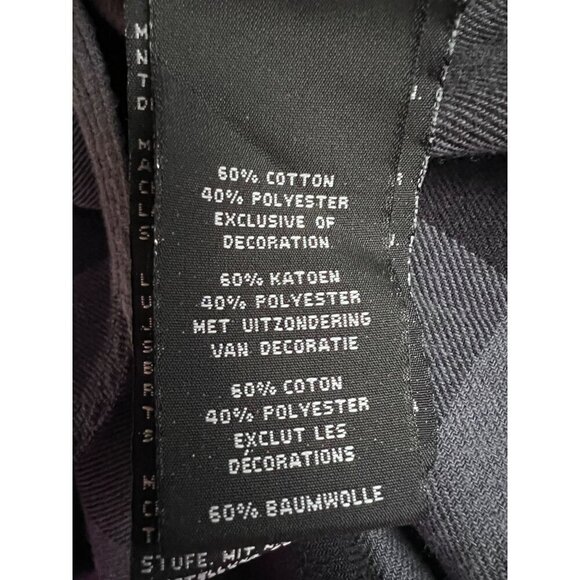 60% COTTON
40% POLYESTER
EXCLUSIVE OF
DECORATION
60% KATOEN
40% POLYESTER
MET UITZONDERING
VAN DECORATIE
60% COTON
40% POLYESTER
EXCLUT LES
DÉCORATIONS
60% BAUMWOLLE